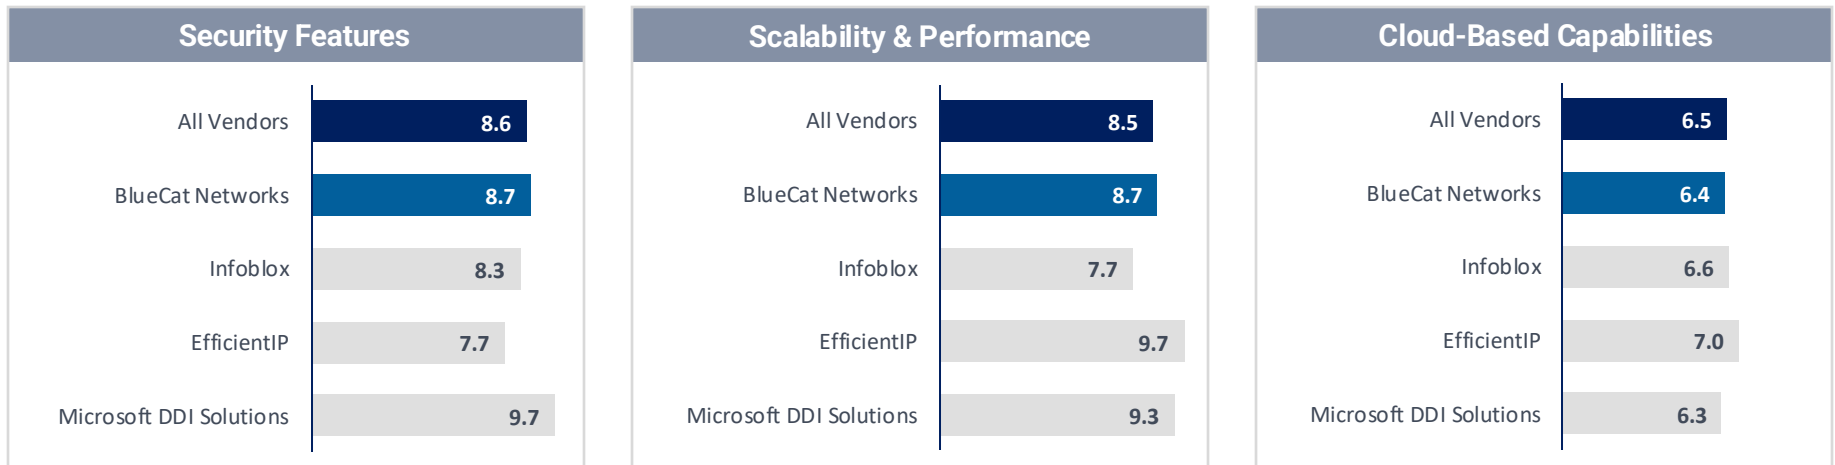 Security Features
All Vendors 8.6
BlueCat Networks 8.7
Infoblox 8.3
EfficientIP 7.7
Microsoft DDI Solutions 9.7
Scalability & Performance
All Vendors 8.5
BlueCat Networks 8.7
Infoblox 7.7
EfficientIP 9.7
Microsoft DDI Solutions 9.3
Cloud-Based Capabilities
All Vendors 6.5
BlueCat Networks 6.4
Infoblox 6.6
EfficientIP 7.0
Microsoft DDI Solutions 6.3